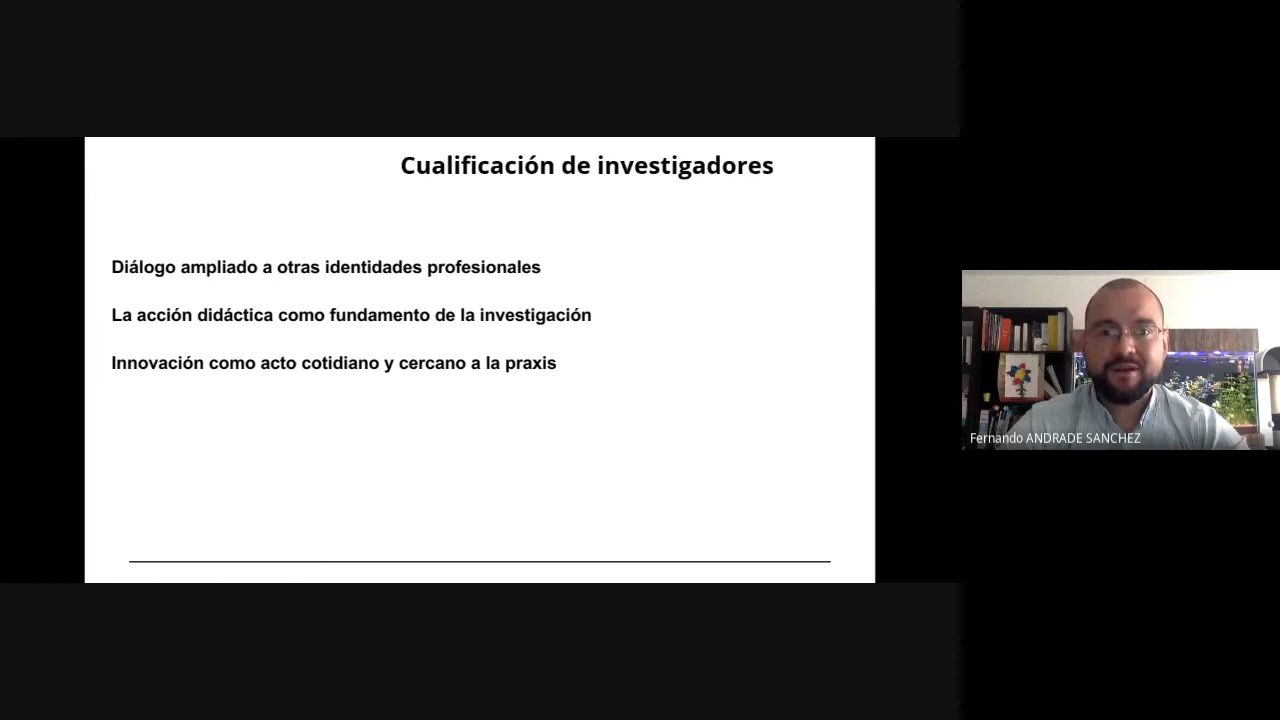 Cualificación de investigadores
Diálogo ampliado a otras identidades profesionales
La acción didáctica como fundamento de la investigación
Innovación como acto cotidiano y cercano a la praxis
Fernando ANDRADE SANCHEZ